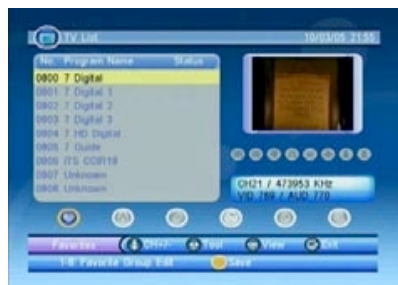 TV List 10/03/05 21:55
No. Program Name Status
0800 7 Digital
0801 7 Digital 1
0802 7 Digital 2
0803 7 Digital 3
0804 7 HD Digital
0805 7 Guide
0806 ITS CC0118
0807 Unknown
0808 Unknown
CH21 / 473953 KHz
VID 769 / AUD 770
Favorites CH+/- Tool View Exit
1-8 Favorite Group Edit Save